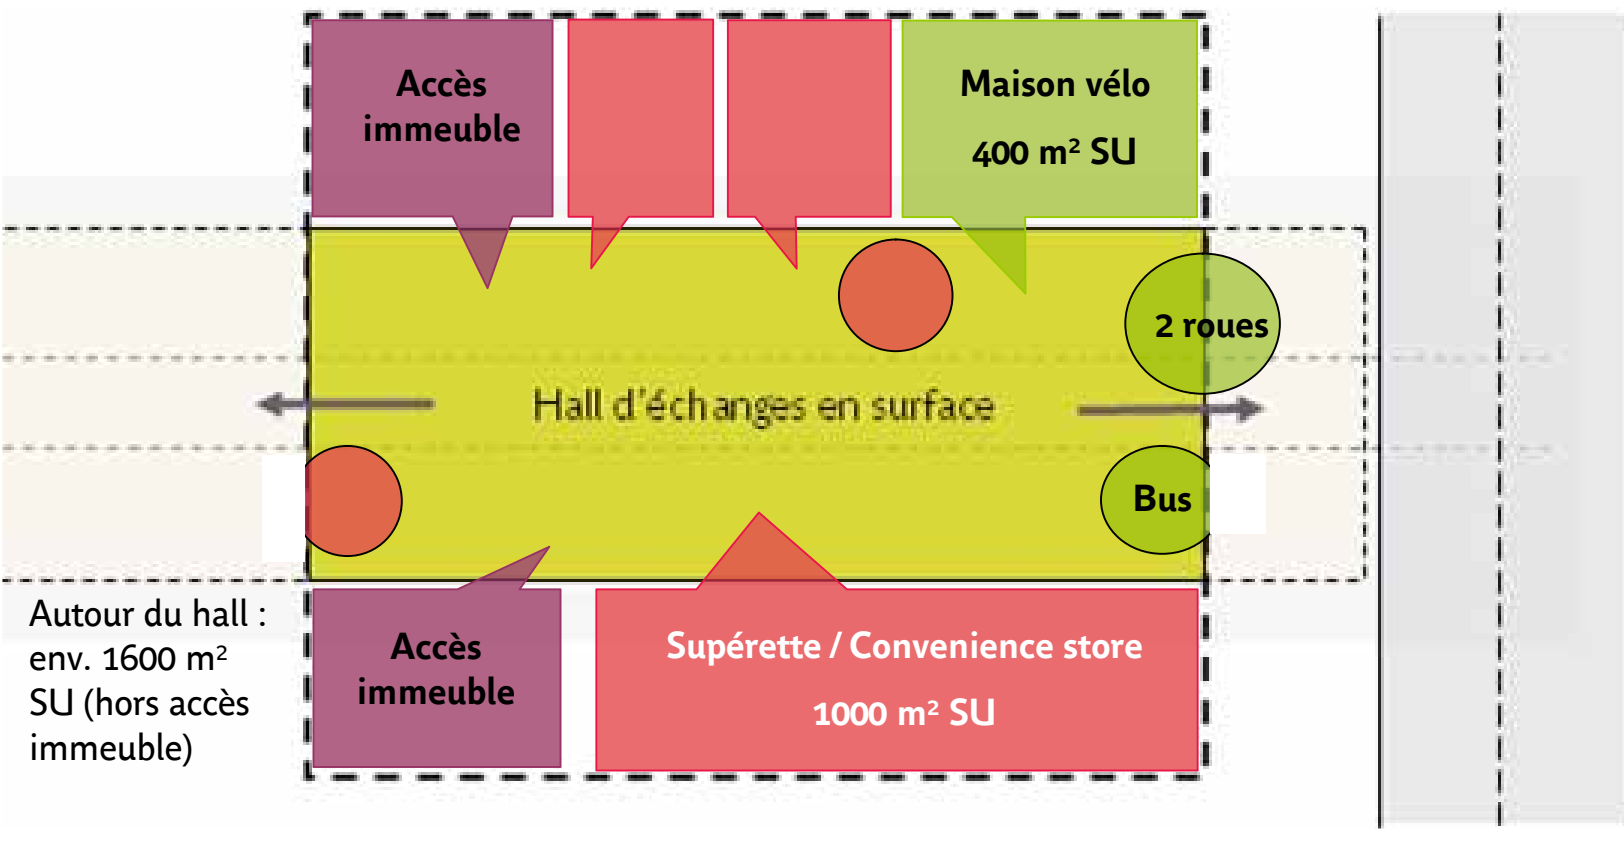 Accès
immeuble
Maison vélo
400 m² SU
2 roues
Hall d'échanges en surface
Bus
Autour du hall :
env. 1600 m²
SU (hors accès
immeuble)
Accès
immeuble
Supérette / Convenience store
1000 m² SU